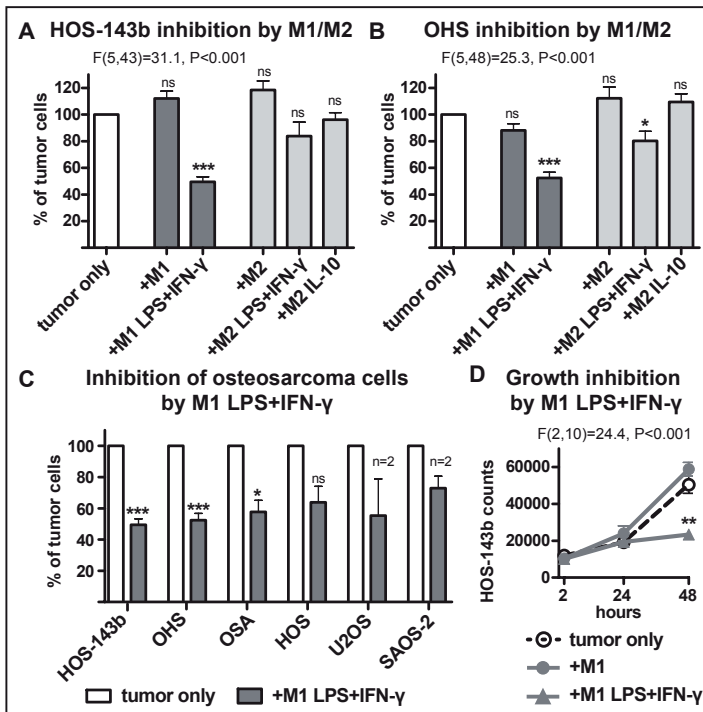 A HOS-143b inhibition by M1/M2
F(5,43)=31.1, P<0.001
% of tumor cells
120
100
80
60
40
20
ns
***
ns
ns
ns
tumor only
+M1
+M1 LPS+IFN-γ
+M2
+M2 LPS+IFN-γ
+M2 IL-10
B OHS inhibition by M1/M2
F(5,48)=25.3, P<0.001
% of tumor cells
120
100
80
60
40
20
ns
***
ns
*
ns
tumor only
+M1
+M1 LPS+IFN-γ
+M2
+M2 LPS+IFN-γ
+M2 IL-10
C Inhibition of osteosarcoma cells
by M1 LPS+IFN-γ
% of tumor cells
100
80
60
40
20
***
***
*
ns
n=2
n=2
HOS-143b
OHS
OSA
HOS
U2OS
SAOS-2
tumor only
+M1 LPS+IFN-γ
D Growth inhibition
by M1 LPS+IFN-γ
F(2,10)=24.4, P<0.001
HOS-143b counts
60000
40000
20000
0
**
2
24
48
hours
tumor only
+M1
+M1 LPS+IFN-γ